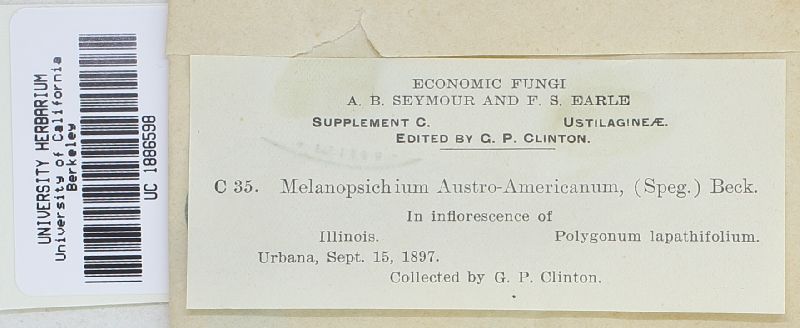 UNIVERSITY HERBARIUM
University of California
Berkeley
UC 1886598
ECONOMIC FUNGI
A. B. SEYMOUR AND F. S. EARLE
SUPPLEMENT C. USTILAGINEÆ.
EDITED BY G. P. CLINTON.
C 35. Melanopsichium Austro-Americanum, (Speg.) Beck.
In inflorescence of
Illinois. Polygonum lapathifolium.
Urbana, Sept. 15, 1897.
Collected by G. P. Clinton.